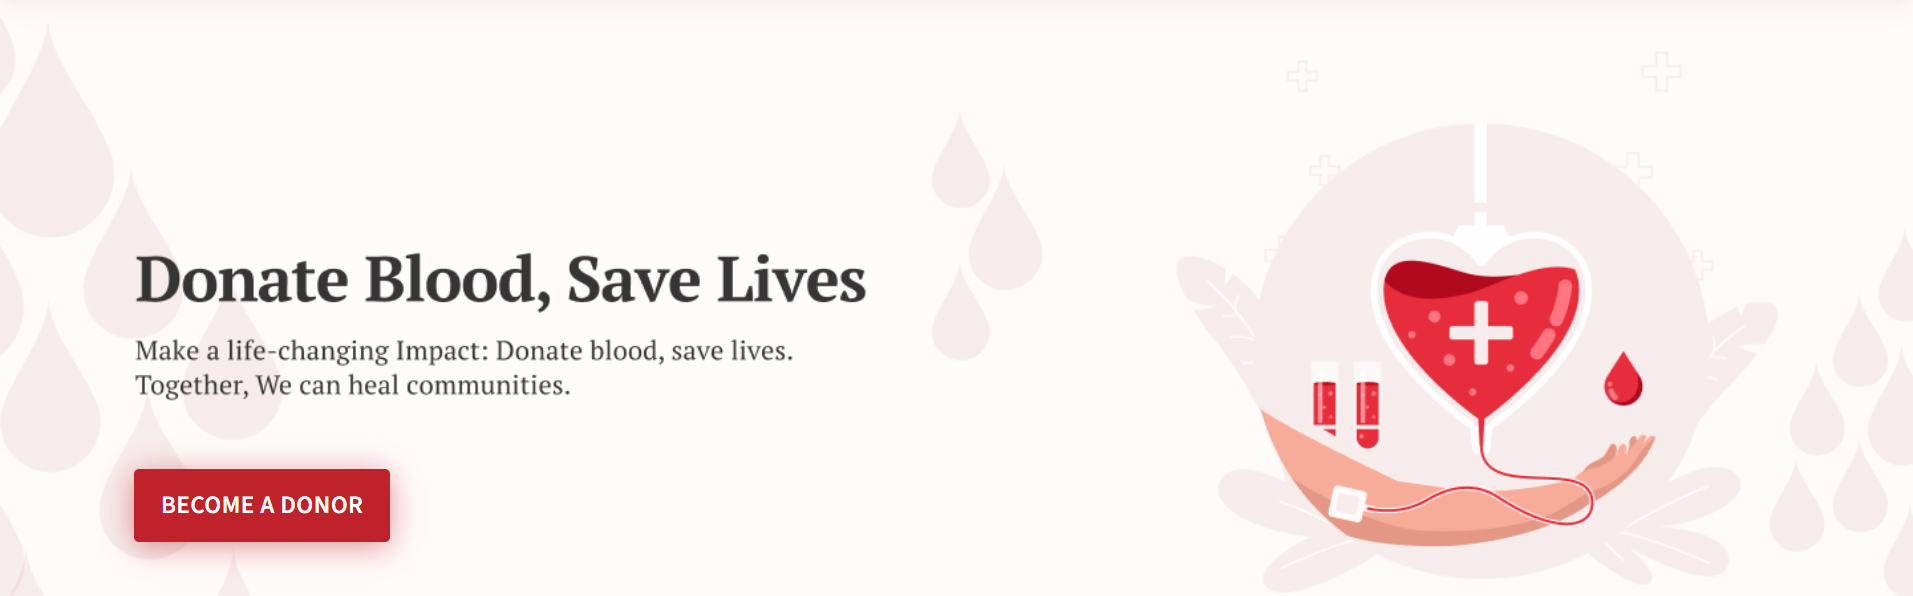 Donate Blood, Save Lives
Make a life-changing Impact: Donate blood, save lives.
Together, We can heal communities.
BECOME A DONOR